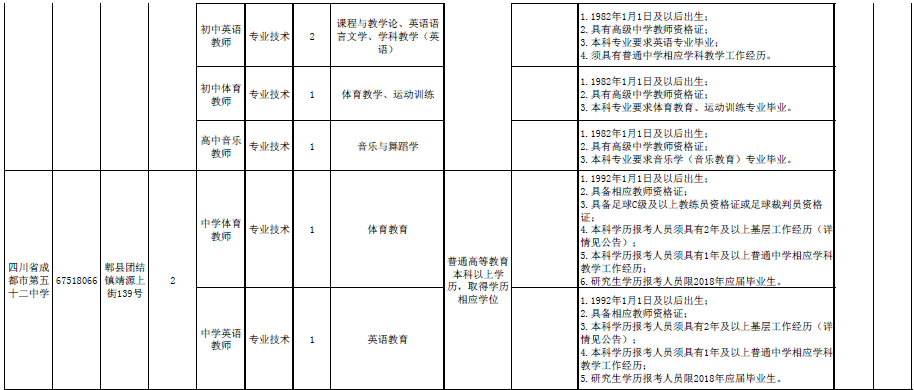 初中英语
教师
专业技术
2
课程与教学论、英语语
言文学、学科教学（英
语）
1.1982年1月1日及以后出生；
2.具有高级中学教师资格证；
3.本科专业要求英语专业毕业；
4.须具有普通中学相应学科教学工作经历。
初中体育
教师
专业技术
1
体育教学、运动训练
1.1982年1月1日及以后出生；
2.具有高级中学教师资格证；
3.本科专业要求体育教育、运动训练专业毕业。
高中音乐
教师
专业技术
1
音乐与舞蹈学
1.1982年1月1日及以后出生；
2.具有高级中学教师资格证；
3.本科专业要求音乐学（音乐教育）专业毕业。
四川省成
都市第五
十二中学
67518066
郫县团结
镇靖源上
街139号
2
中学体育
教师
专业技术
1
体育教育
普通高等教育
本科以上学
历，取得学历
相应学位
1.1992年1月1日及以后出生；
2.具备相应教师资格证；
3.具备足球C级及以上教练员资格证或足球裁判员资格
证；
4.本科学历报考人员须具有2年及以上基层工作经历（详
情见公告）；
5.本科学历报考人员须具有1年及以上普通中学相应学科
教学工作经历；
6.研究生学历报考人员限2018年应届毕业生。
中学英语
教师
专业技术
1
英语教育
1.1992年1月1日及以后出生；
2.具备相应教师资格证；
3.本科学历报考人员须具有2年及以上基层工作经历（详
情见公告）；
4.本科学历报考人员须具有1年及以上普通中学相应学科
教学工作经历；
5.研究生学历报考人员限2018年应届毕业生。